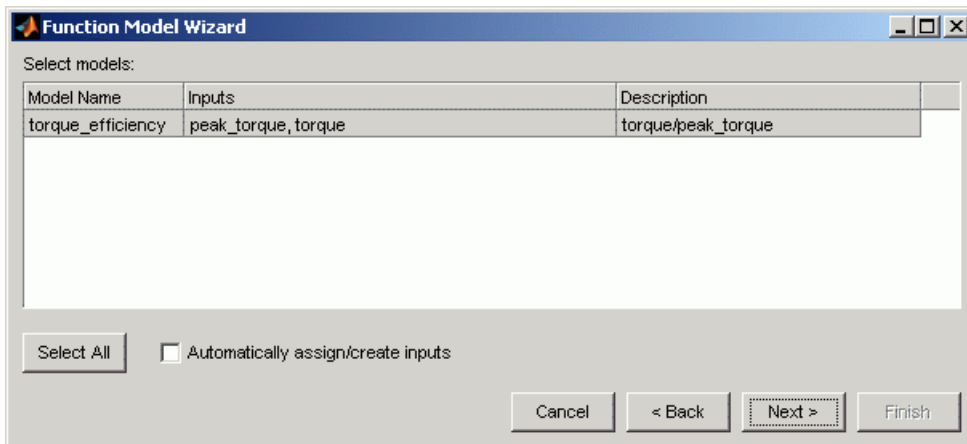 Function Model Wizard
Select models:
Model Name Inputs Description
torque_efficiency peak_torque, torque torque/peak_torque
Select All Automatically assign/create inputs
Cancel < Back Next > Finish